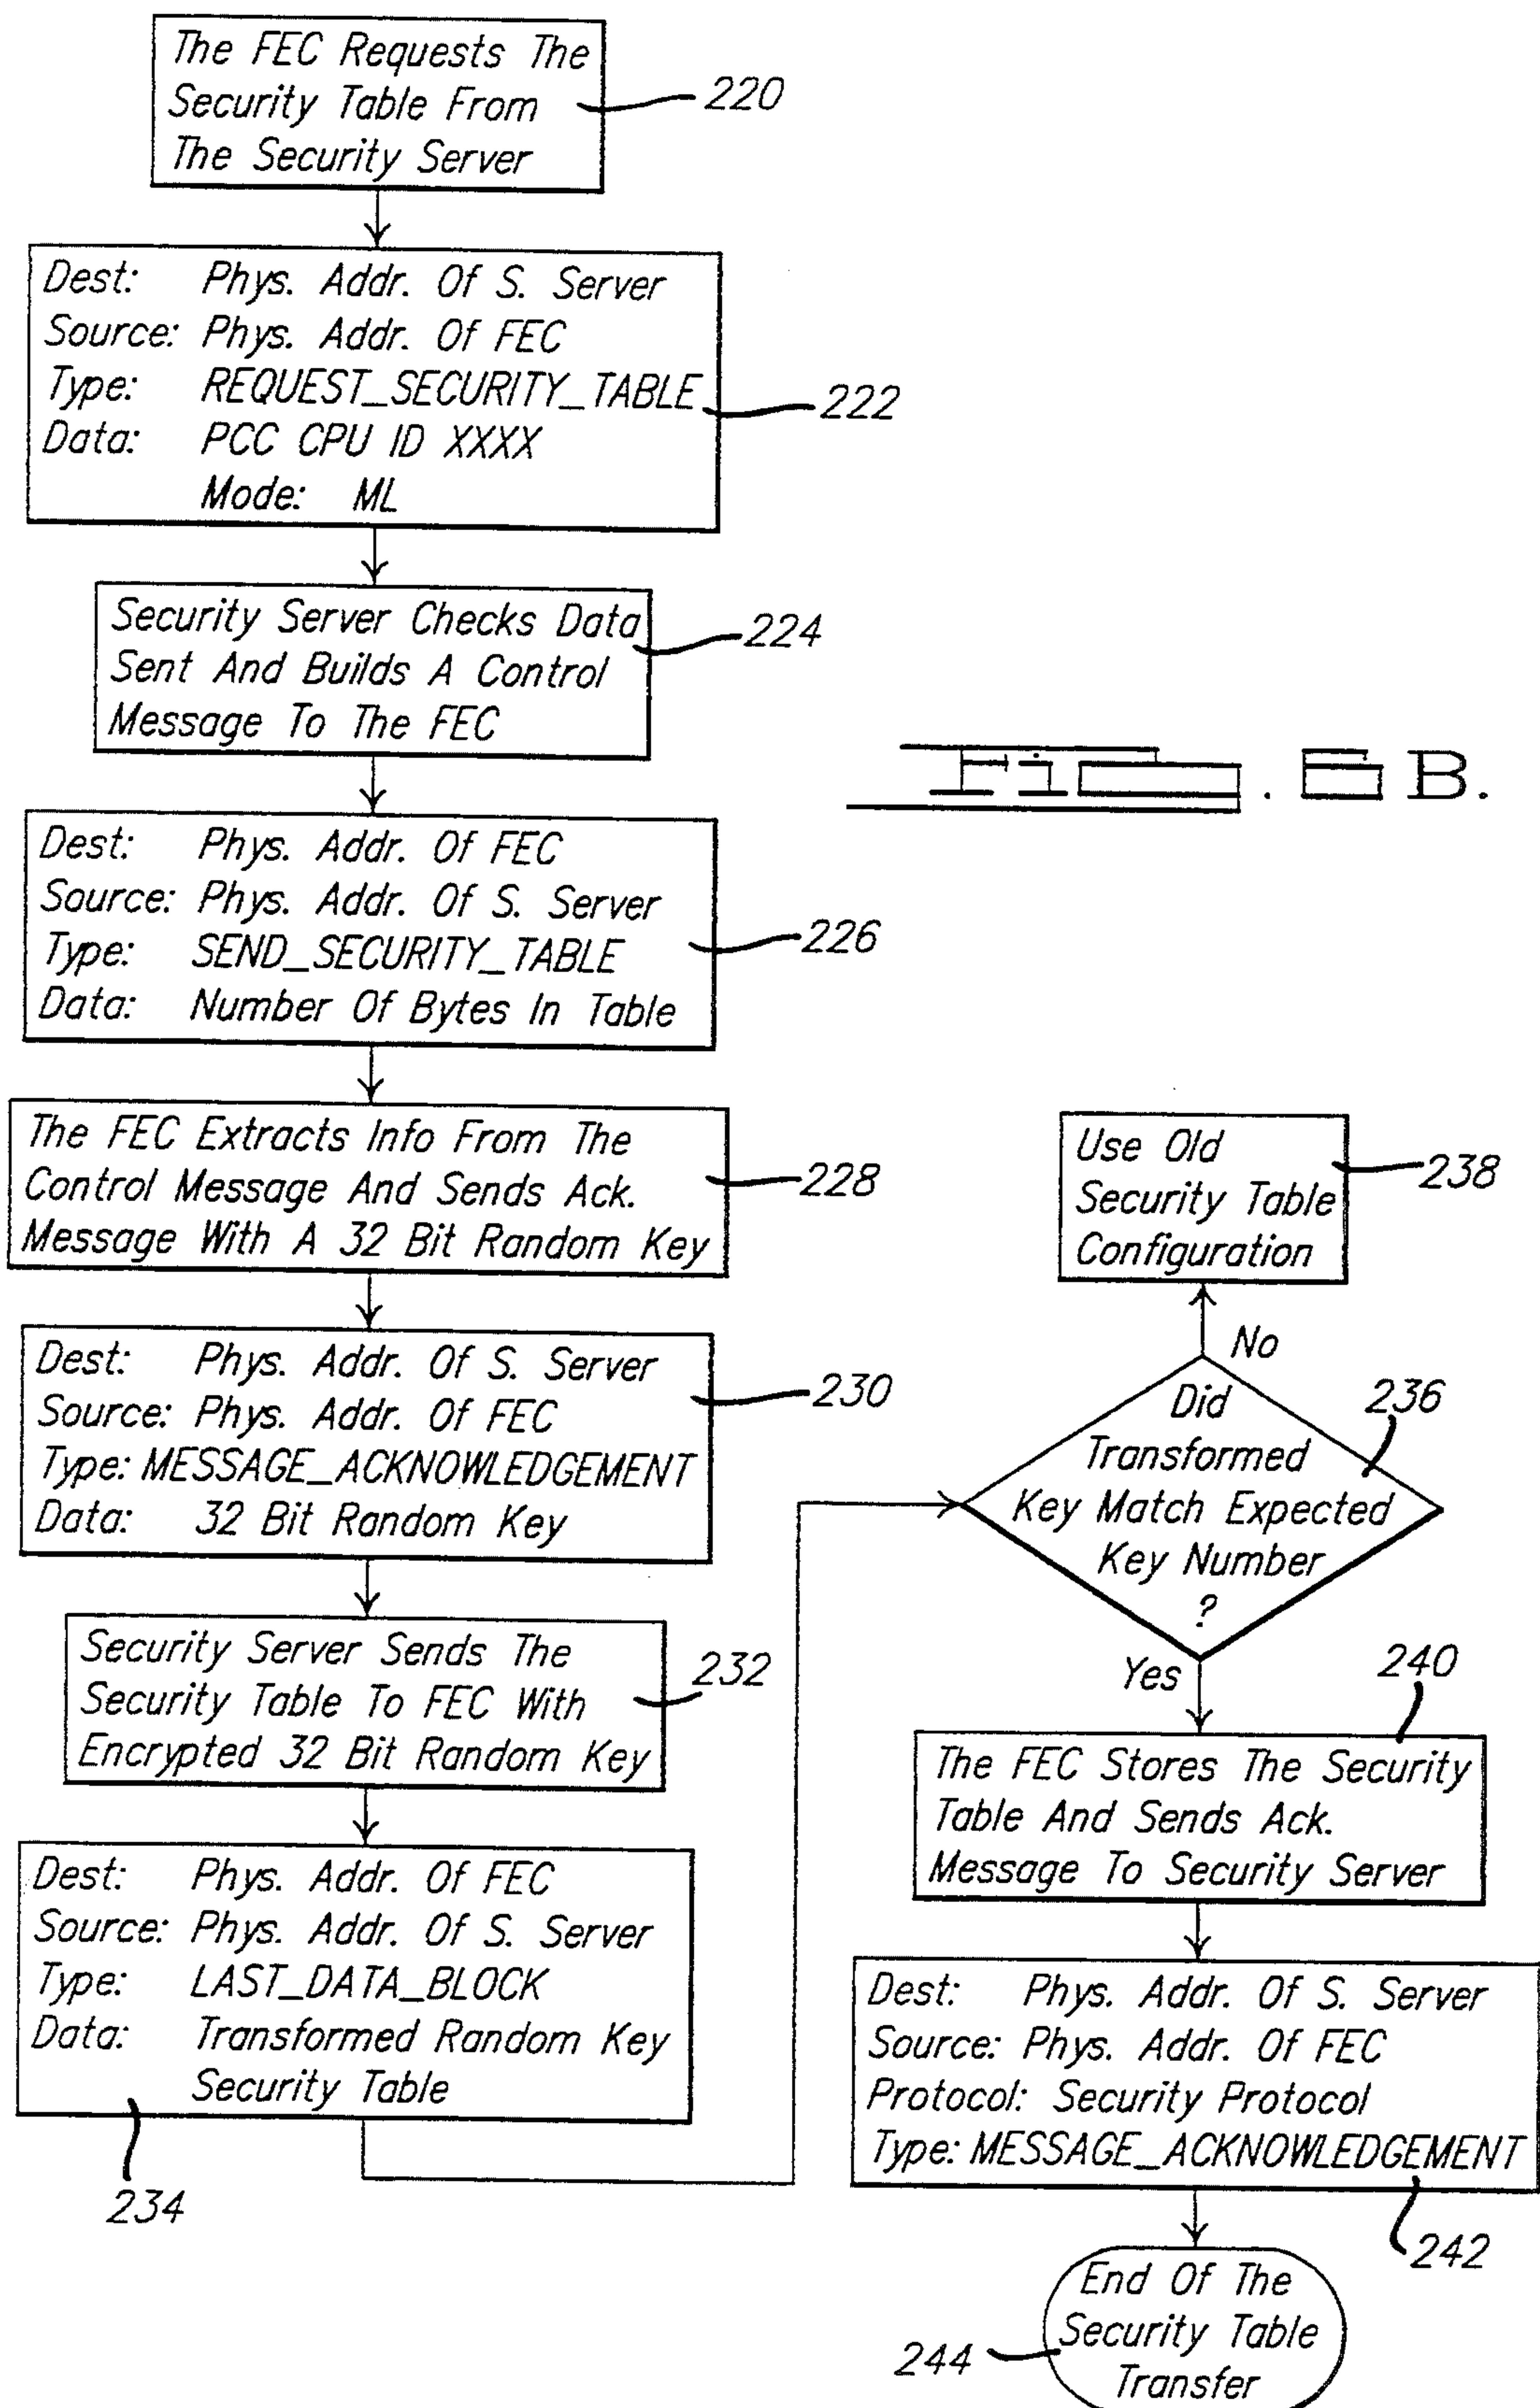 The FEC Requests The
Security Table From
The Security Server
220
Dest: Phys. Addr. Of S. Server
Source: Phys. Addr. Of FEC
Type: REQUEST_SECURITY_TABLE
Data: PCC CPU ID XXXX
Mode: ML
222
Security Server Checks Data
Sent And Builds A Control
Message To The FEC
224
Dest: Phys. Addr. Of FEC
Source: Phys. Addr. Of S. Server
Type: SEND_SECURITY_TABLE
Data: Number Of Bytes In Table
226
The FEC Extracts Info From The
Control Message And Sends Ack.
Message With A 32 Bit Random Key
228
Dest: Phys. Addr. Of S. Server
Source: Phys. Addr. Of FEC
Type: MESSAGE_ACKNOWLEDGEMENT
Data: 32 Bit Random Key
230
Security Server Sends The
Security Table To FEC With
Encrypted 32 Bit Random Key
232
Dest: Phys. Addr. Of FEC
Source: Phys. Addr. Of S. Server
Type: LAST_DATA_BLOCK
Data: Transformed Random Key
Security Table
234
Use Old
Security Table
Configuration
238
No
Did
Transformed
Key Match Expected
Key Number
?
236
Yes
240
The FEC Stores The Security
Table And Sends Ack.
Message To Security Server
Dest: Phys. Addr. Of S. Server
Source: Phys. Addr. Of FEC
Protocol: Security Protocol
Type: MESSAGE_ACKNOWLEDGEMENT
242
End Of The
Security Table
Transfer
244